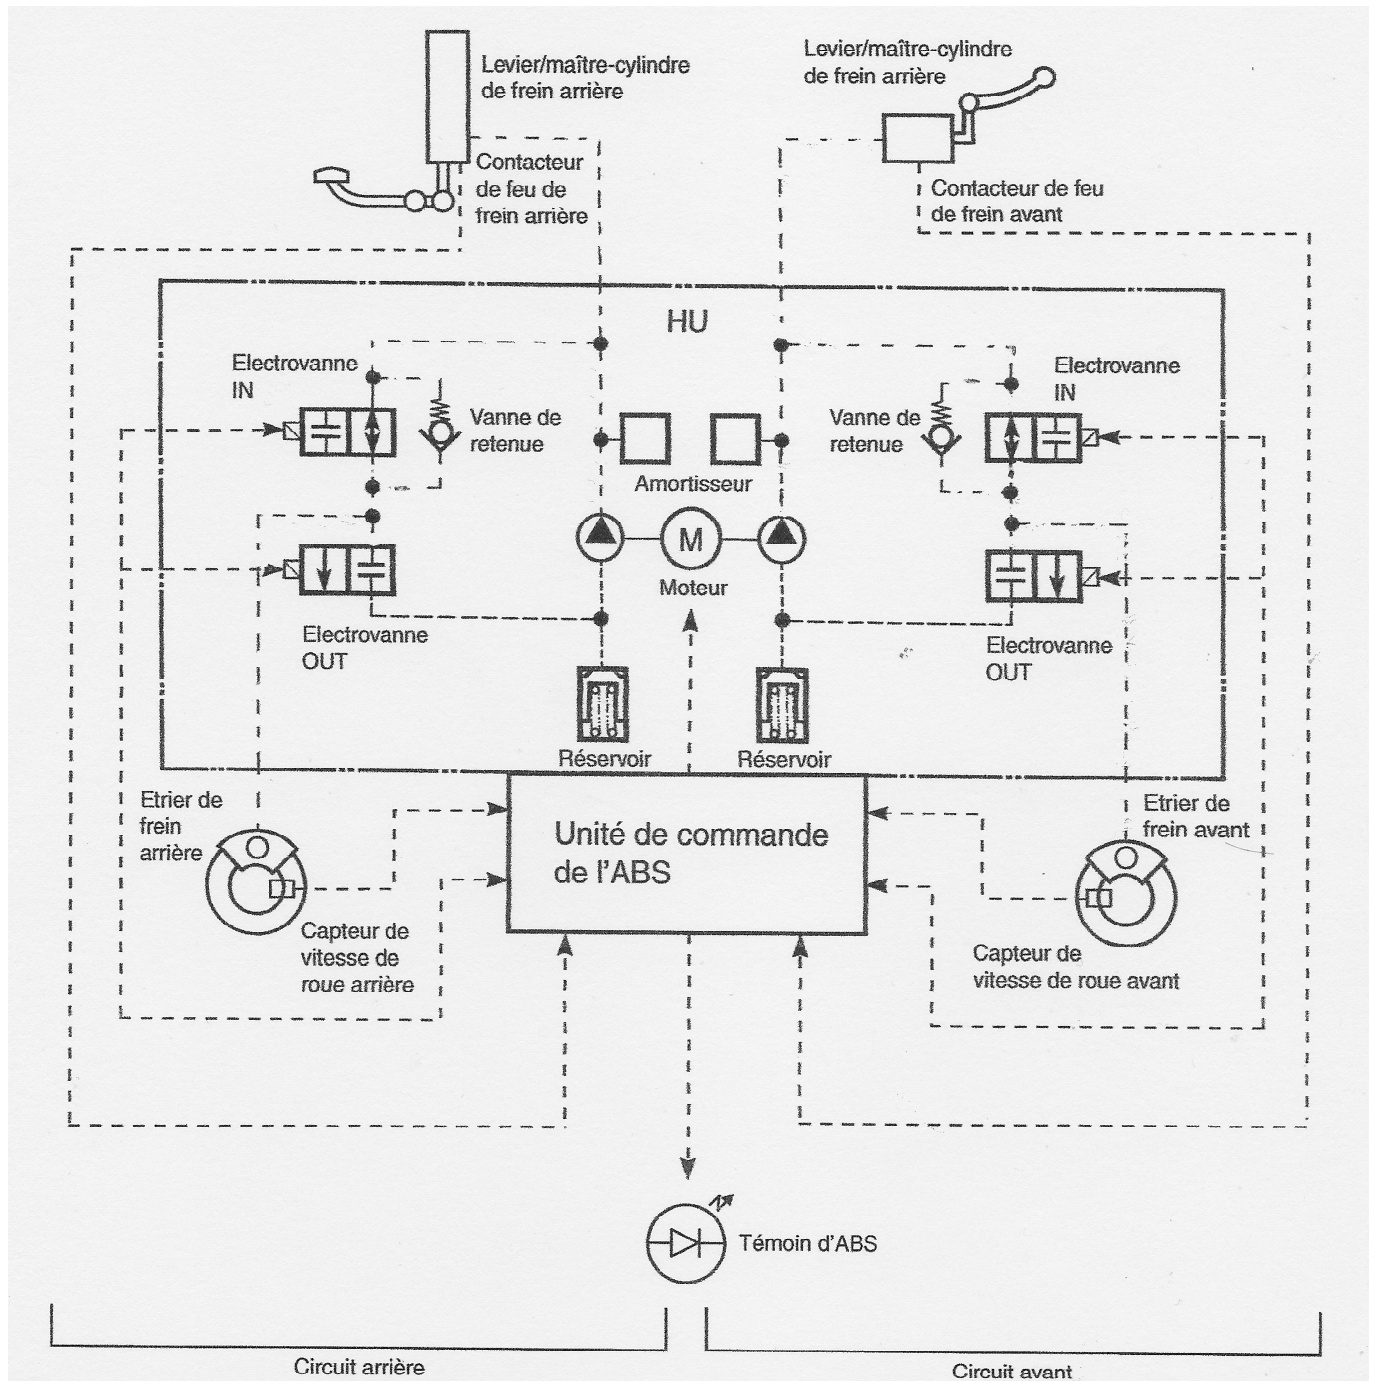 Levier/maître-cylindre
de frein arrière
Levier/maître-cylindre
de frein arrière
Contacteur
de feu de
frein arrière
Contacteur de feu
de frein avant
HU
Electrovanne
IN
Vanne de
retenue
Amortisseur
Vanne de
retenue
Electrovanne
IN
M
Moteur
Electrovanne
OUT
Electrovanne
OUT
Réservoir
Réservoir
Etrier de
frein
arrière
Unité de commande
de l'ABS
Etrier de
frein avant
Capteur de
vitesse de
roue arrière
Capteur de
vitesse de roue avant
Témoin d'ABS
Circuit arrière
Circuit avant